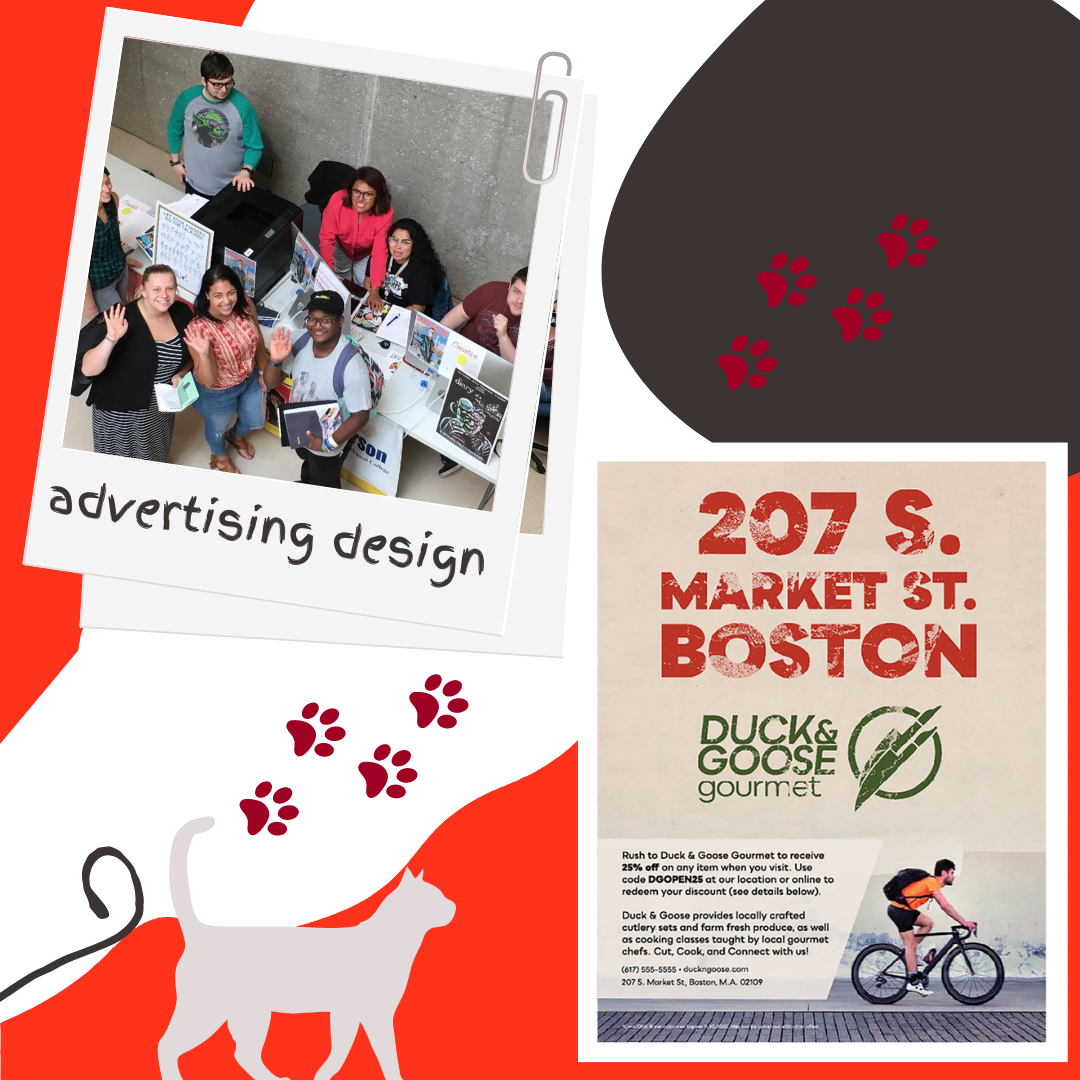 Creative
diary
advertising design
207 S.
MARKET ST.
BOSTON
DUCK&
GOOSE
gourmet
Rush to Duck & Goose Gourmet to receive
25% off on any item when you visit. Use
code DGOPEN25 at our location or online to
redeem your discount (see details below).
Duck & Goose provides locally crafted
cutlery sets and farm fresh produce, as well
as cooking classes taught by local gourmet
chefs. Cut, Cook, and Connect with us!
(617) 555-5555 • duckngoose.com
207 S. Market St, Boston, M.A. 02109